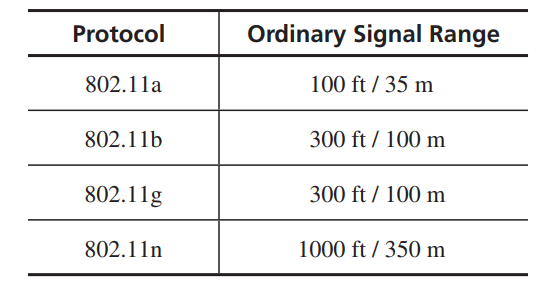 Protocol Ordinary Signal Range
802.11a 100 ft / 35 m
802.11b 300 ft / 100 m
802.11g 300 ft / 100 m
802.11n 1000 ft / 350 m